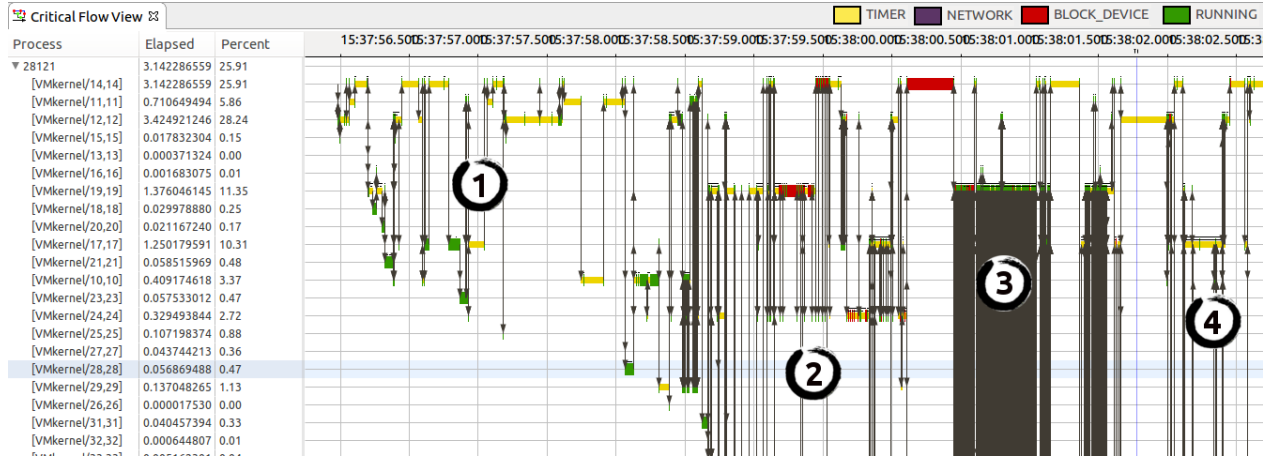 Critical Flow View
TIMER NETWORK BLOCK_DEVICE RUNNING
Process Elapsed Percent 15:37:56.500 15:37:57.000 15:37:57.500 15:37:58.000 15:37:58.500 15:37:59.000 15:37:59.500 15:38:00.000 15:38:00.500 15:38:01.000 15:38:01.500 15:38:02.000 15:38:02.500
28121 3.142286559 25.91
[VMkernel/14,14] 3.142286559 25.91
[VMkernel/11,11] 0.710649494 5.86
[VMkernel/12,12] 3.424921246 28.24
[VMkernel/15,15] 0.017832304 0.15
[VMkernel/13,13] 0.000371324 0.00
[VMkernel/16,16] 0.001683075 0.01
[VMkernel/19,19] 1.376046145 11.35
[VMkernel/18,18] 0.029978880 0.25
[VMkernel/20,20] 0.021167240 0.17
[VMkernel/17,17] 1.250179591 10.31
[VMkernel/21,21] 0.058515969 0.48
[VMkernel/10,10] 0.409174618 3.37
[VMkernel/23,23] 0.057533012 0.47
[VMkernel/24,24] 0.329493844 2.72
[VMkernel/25,25] 0.107198374 0.88
[VMkernel/27,27] 0.043744213 0.36
[VMkernel/28,28] 0.056869488 0.47
[VMkernel/29,29] 0.137048265 1.13
[VMkernel/26,26] 0.000017530 0.00
[VMkernel/31,31] 0.040457394 0.33
[VMkernel/32,32] 0.000644807 0.01
1
2
3
4